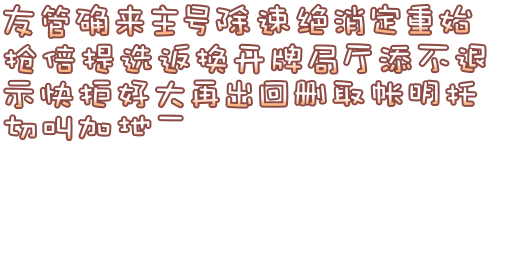 友管确来主号除速绝消定重始
抢倍提选返换开牌局厅添不退
示快拒好大再出回删取帐明托
切叫加地一